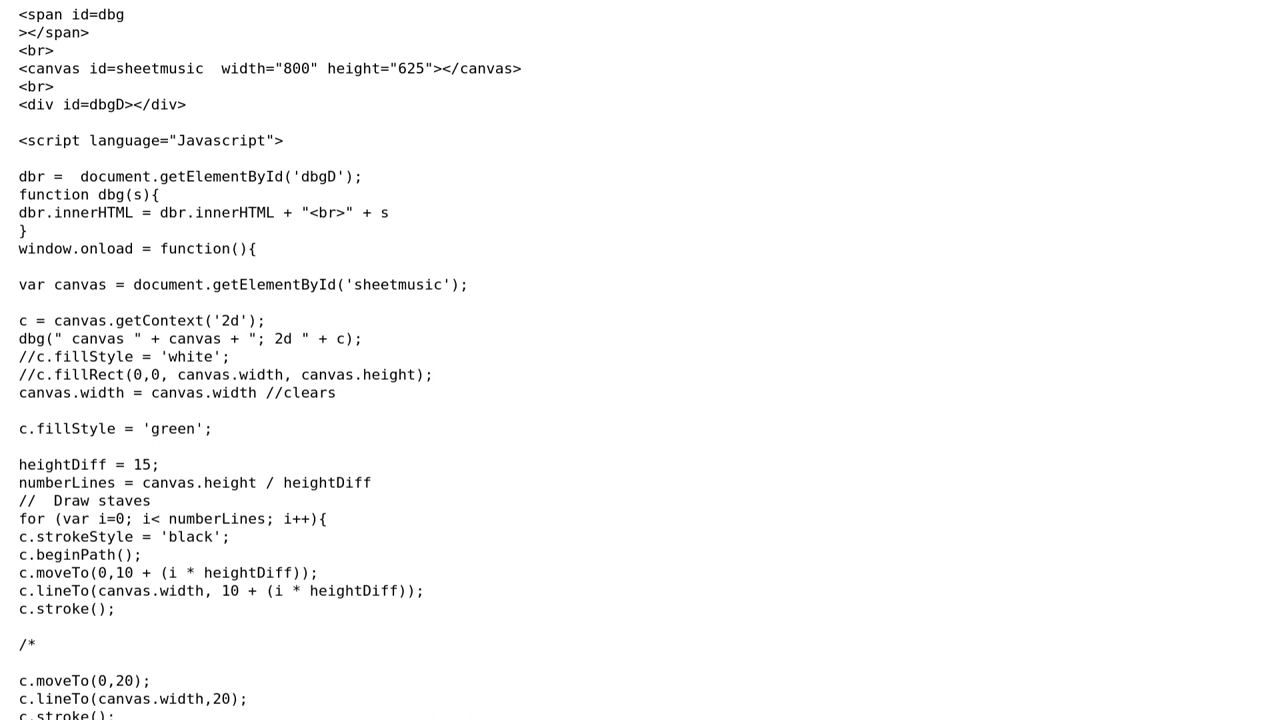 <span id=dbg
></span>
<br>
<canvas id=sheetmusic  width="800" height="625"></canvas>
<br>
<div id=dbgD></div>

<script language="Javascript">

dbr =  document.getElementById('dbgD');
function dbg(s){
dbr.innerHTML = dbr.innerHTML + "<br>" + s
}
window.onload = function(){

var canvas = document.getElementById('sheetmusic');

c = canvas.getContext('2d');
dbg(" canvas " + canvas + "; 2d " + c);
//c.fillStyle = 'white';
//c.fillRect(0,0, canvas.width, canvas.height);
canvas.width = canvas.width //clears

c.fillStyle = 'green';

heightDiff = 15;
numberLines = canvas.height / heightDiff
//  Draw staves
for (var i=0; i< numberLines; i++){
c.strokeStyle = 'black';
c.beginPath();
c.moveTo(0,10 + (i * heightDiff));
c.lineTo(canvas.width, 10 + (i * heightDiff));
c.stroke();

/*

c.moveTo(0,20);
c.lineTo(canvas.width,20);
c.stroke();